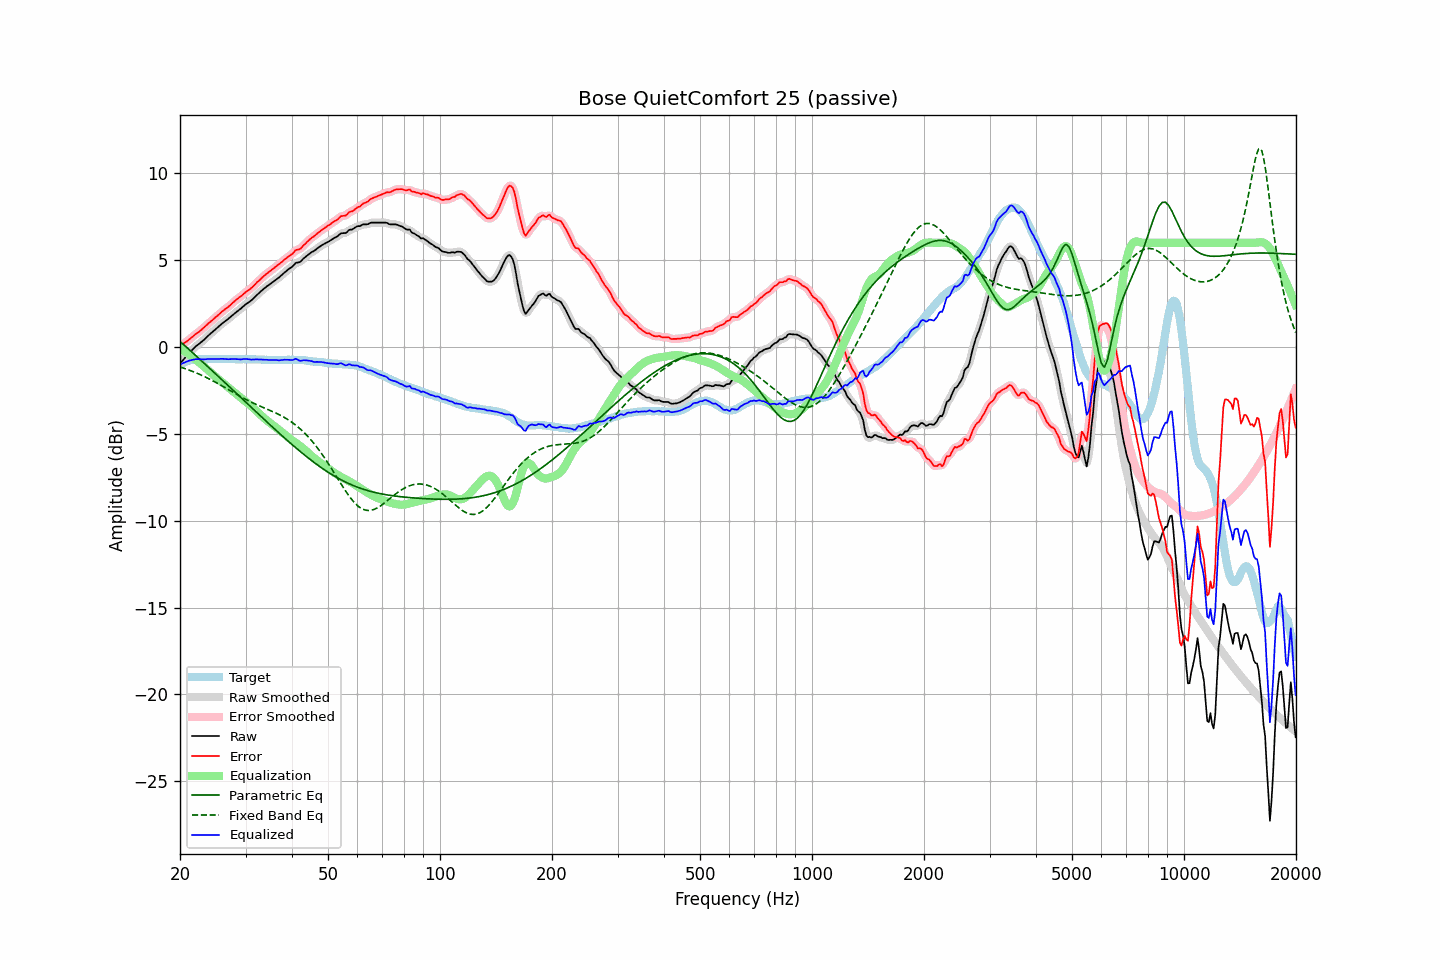 Bose QuietComfort 25 (passive)
10
5
0
−5
−10
−15
−20
−25
Amplitude (dBr)
Target
Raw Smoothed
Error Smoothed
Raw
Error
Equalization
Parametric Eq
Fixed Band Eq
Equalized
20 50 100 200 500 1000 2000 5000 10000 20000
Frequency (Hz)